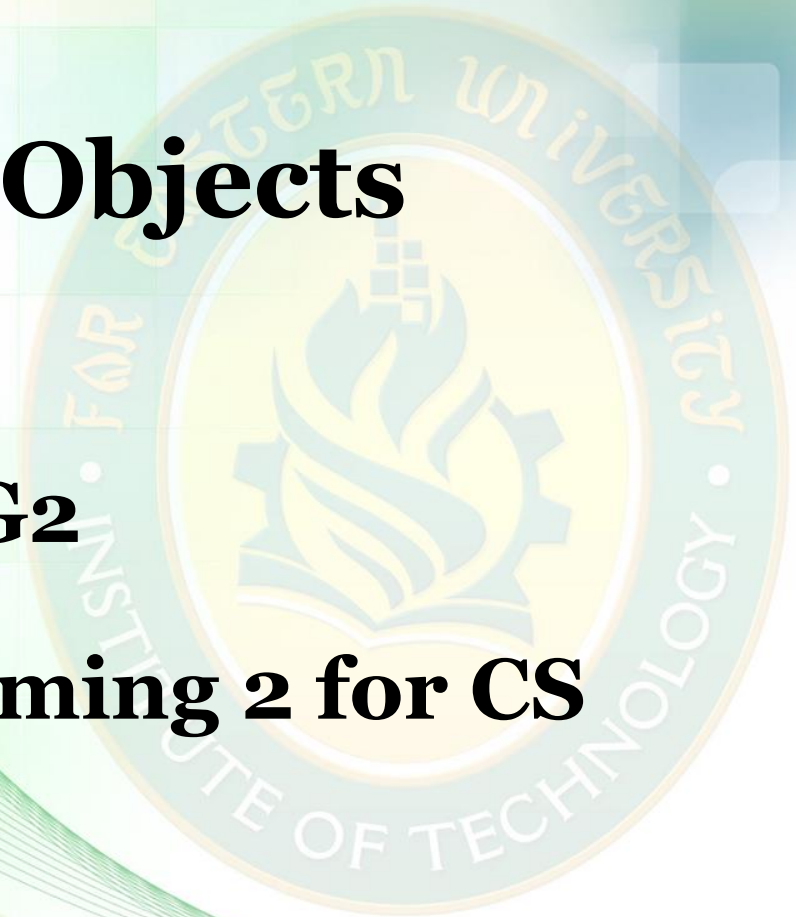 Objects
G2
ming 2 for CS
FAR EASTERN UNIVERSITY
INSTITUTE OF TECHNOLOGY